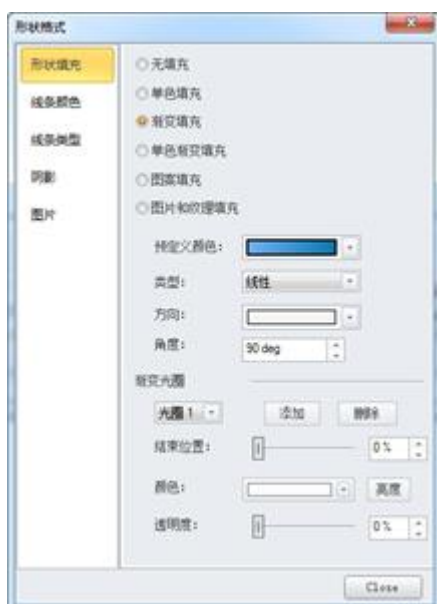 形状格式
形状填充
线条颜色
线条类型
阴影
图片
无填充
单色填充
渐变填充
单色渐变填充
图案填充
图片和纹理填充
预定义颜色:
类型: 线性
方向:
角度: 90 deg
渐变光圈
光圈 1 添加 删除
结束位置: 0 %
颜色: 亮度
透明度: 0 %
Close